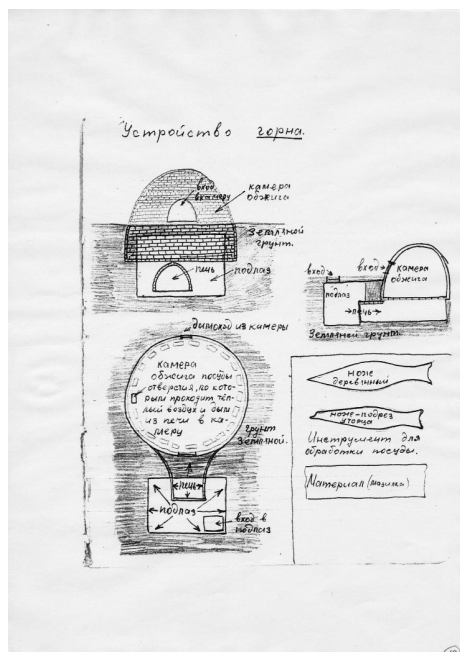 Устройство горна.
вход
в камеру
камера
обжига
Земляной
грунт.
печь
подлаз
вход
вход
камера
обжига
подлаз
печь
Земляной грунт.
дымоход из камеры
камера
обжига посуды
отверстия, по кото-
рым проходит теп-
лый воздух и дым
из печи в ка-
меру
грунт
Земляной.
печь
подлаз
вход в
подлаз
нож
деревянный
нож-подрез
Инструмент для
обработки посуды.
Материал